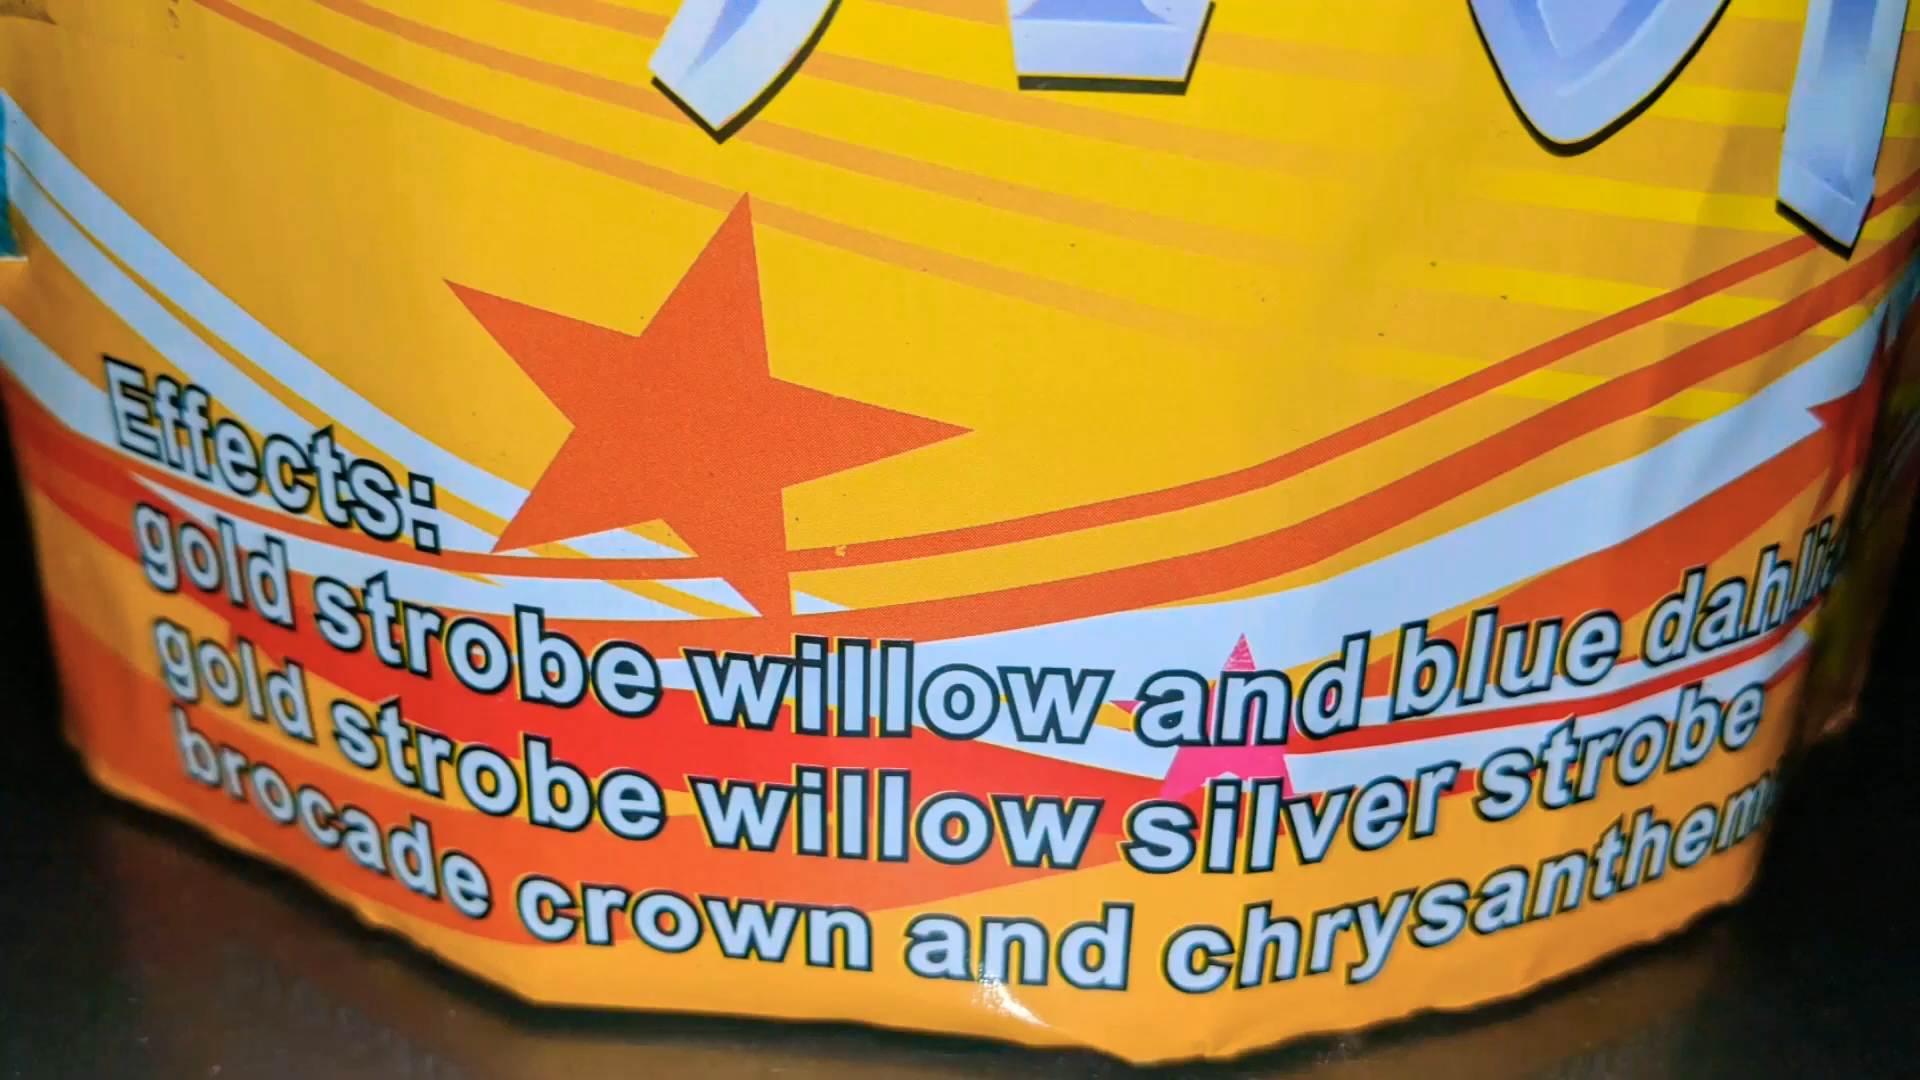 Effects:
gold strobe willow and blue dahlia
gold strobe willow silver strobe
brocade crown and chrysanthem